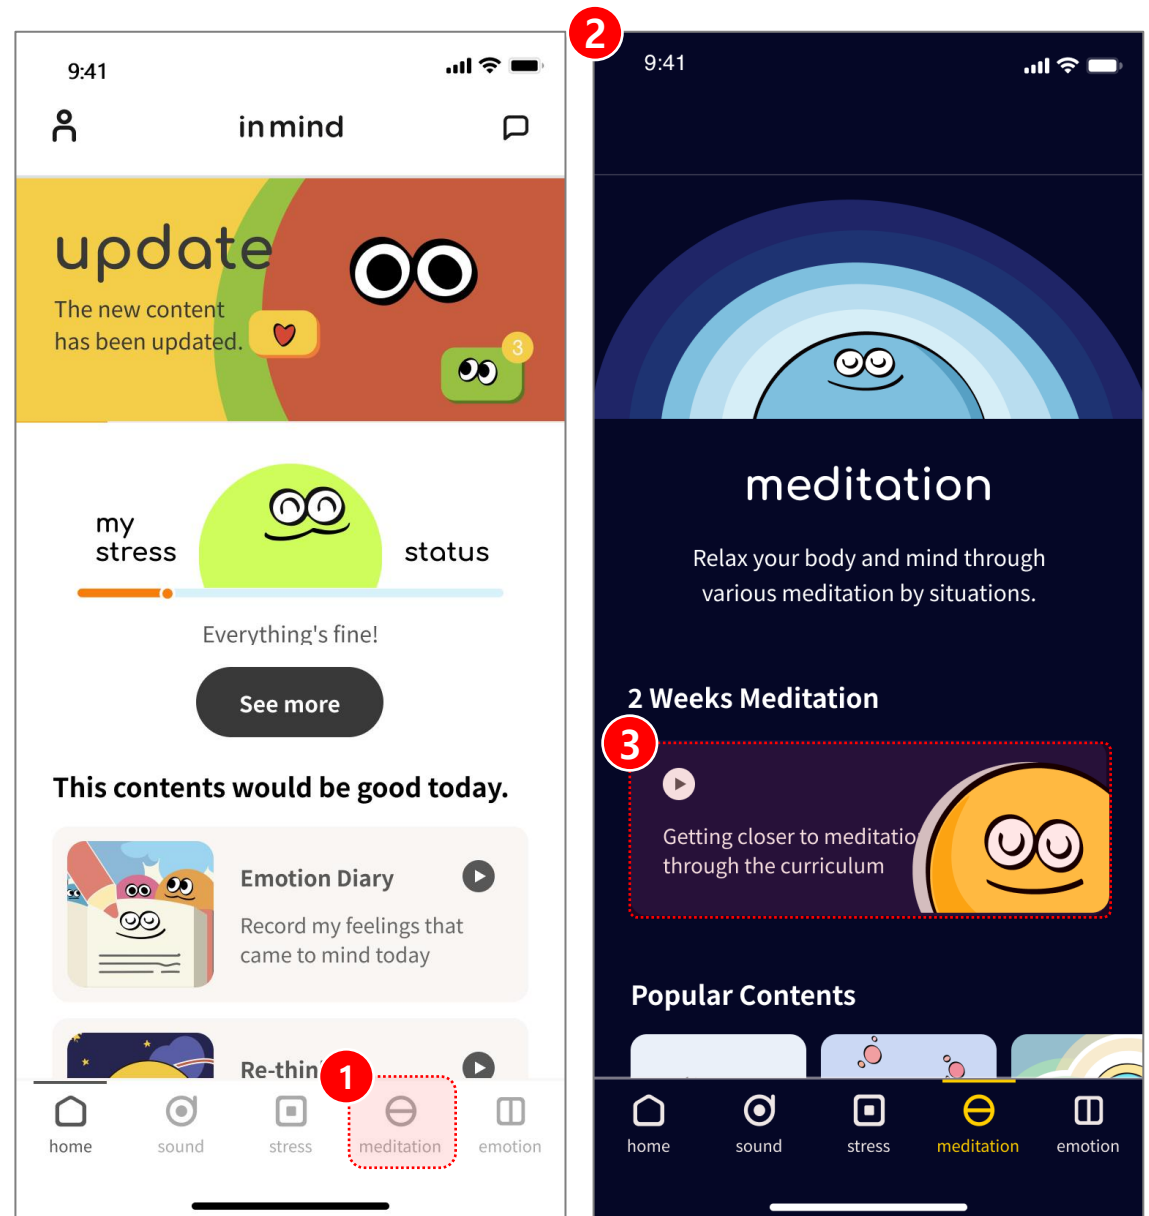 9:41
in mind
update
The new content
has been updated.
3
my
stress
status
Everything's fine!
See more
This contents would be good today.
Emotion Diary
Record my feelings that
came to mind today
1
home
sound
stress
meditation
emotion
2
9:41
meditation
Relax your body and mind through
various meditation by situations.
2 Weeks Meditation
3
Getting closer to
through the curriculum
Popular Contents
home
sound
stress
meditation
emotion